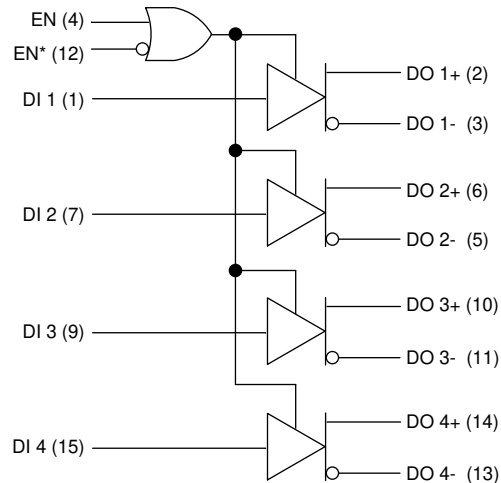 EN (4)
EN* (12)
DI 1 (1)
DO 1+ (2)
DO 1- (3)
DI 2 (7)
DO 2+ (6)
DO 2- (5)
DI 3 (9)
DO 3+ (10)
DO 3- (11)
DI 4 (15)
DO 4+ (14)
DO 4- (13)